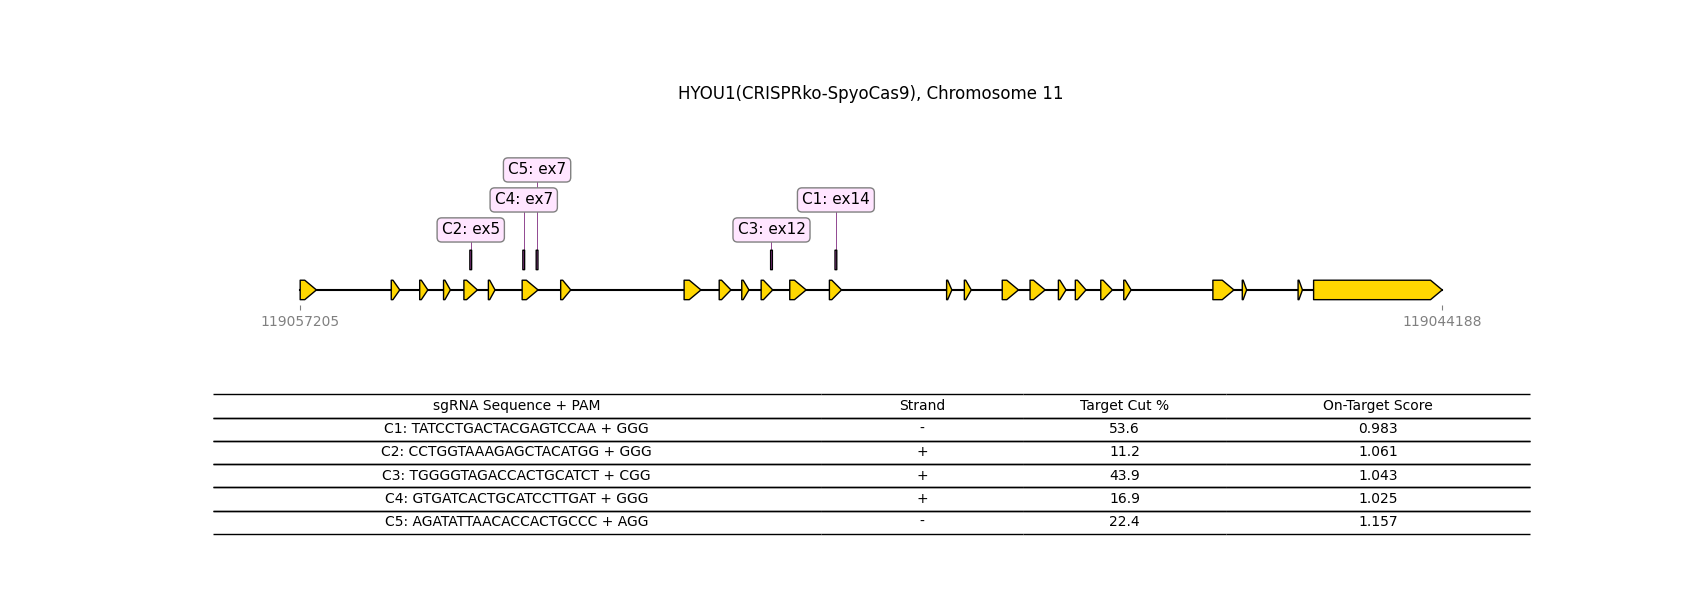 HYOU1(CRISPRko-SpyoCas9), Chromosome 11
C5: ex7
C4: ex7
C1: ex14
C2: ex5
C3: ex12
119057205
119044188
sgRNA Sequence + PAM Strand Target Cut % On-Target Score
C1: TATCCTGACTACGAGTCCAA + GGG - 53.6 0.983
C2: CCTGGTAAAGAGCTACATGG + GGG + 11.2 1.061
C3: TGGGGTAGACCACTGCATCT + CGG + 43.9 1.043
C4: GTGATCACTGCATCCTTGAT + GGG + 16.9 1.025
C5: AGATATTAACACCACTGCCC + AGG - 22.4 1.157